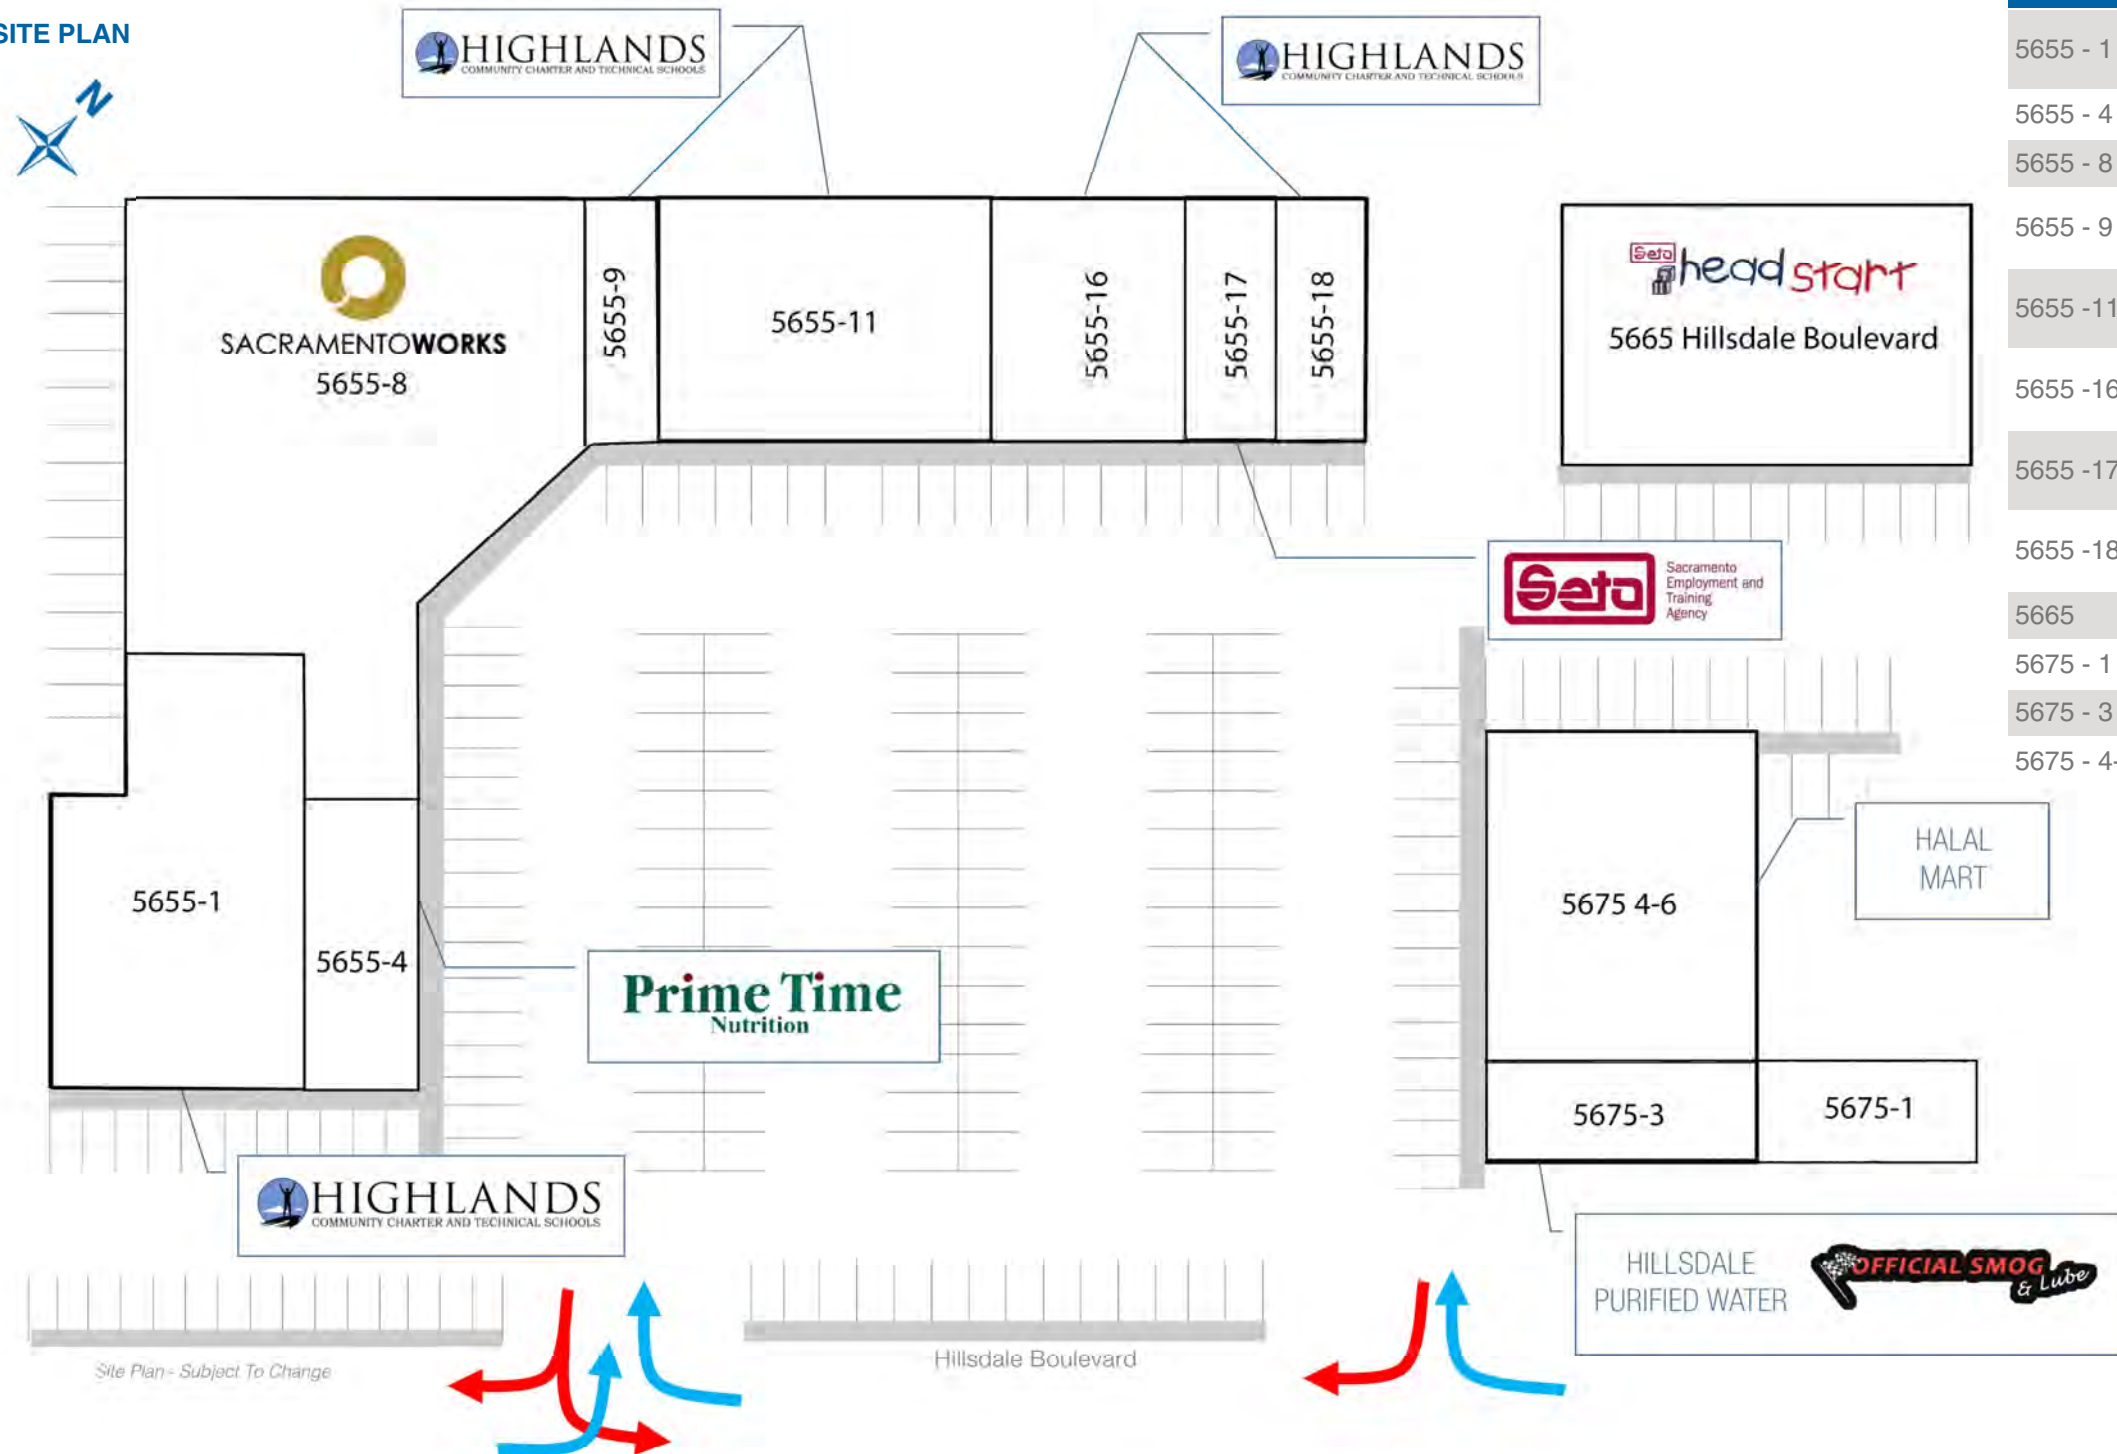 SITE PLAN
N
HIGHLANDS
COMMUNITY CHARTER AND TECHNICAL SCHOOLS
HIGHLANDS
COMMUNITY CHARTER AND TECHNICAL SCHOOLS
SACRAMENTOWORKS
5655-8
5655-9
5655-11
5655-16
5655-17
5655-18
Seta
head start
5665 Hillsdale Boulevard
Seta
Sacramento
Employment and
Training
Agency
5655-1
5655-4
Prime Time
Nutrition
5675 4-6
HALAL
MART
5675-3
5675-1
HIGHLANDS
COMMUNITY CHARTER AND TECHNICAL SCHOOLS
HILLSDALE
PURIFIED WATER
OFFICIAL SMOG
& Lube
Site Plan - Subject To Change
Hillsdale Boulevard
5655 - 1
5655 - 4
5655 - 8
5655 - 9
5655 -11
5655 -16
5655 -17
5655 -18
5665
5675 - 1
5675 - 3
5675 - 4-